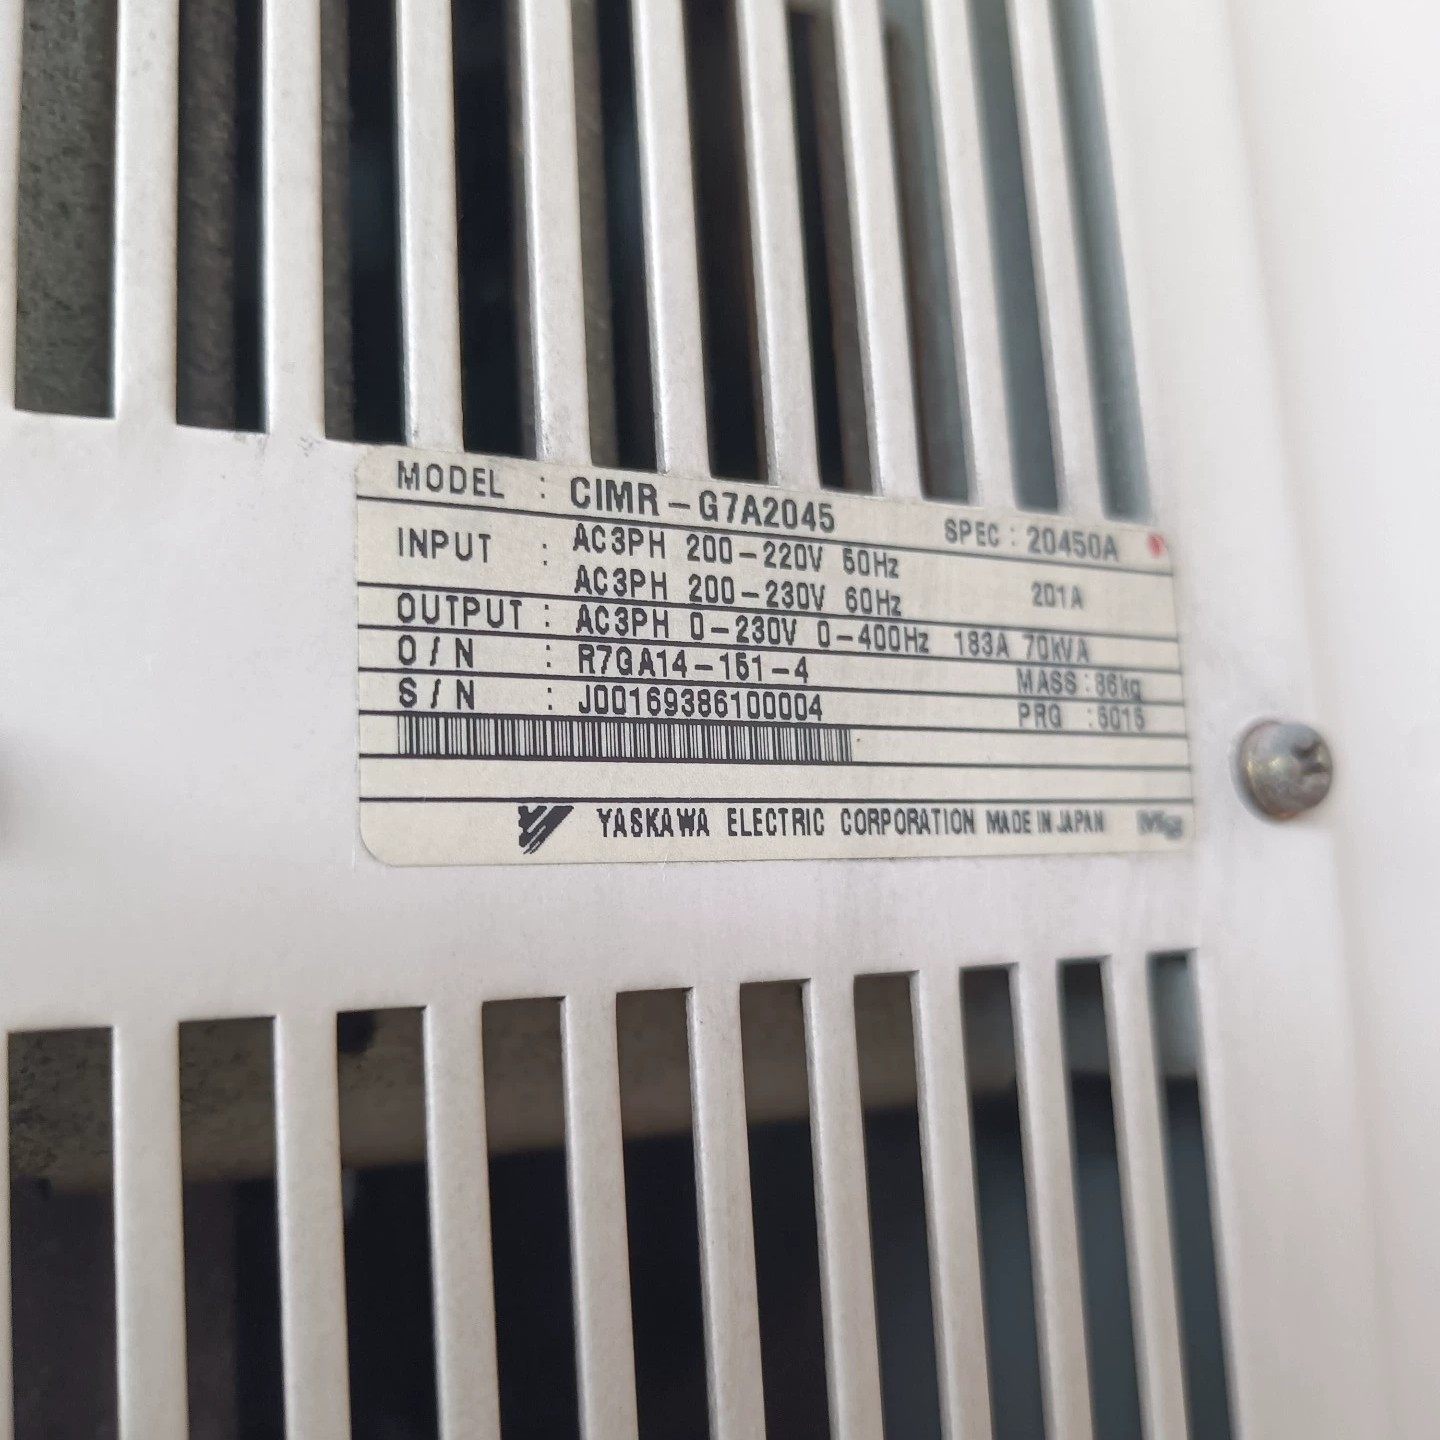 MODEL : CIMR-G7A2045 SPEC : 20450A
INPUT : AC3PH 200-220V 50Hz
AC3PH 200-230V 60Hz 201A
OUTPUT : AC3PH 0-230V 0-400Hz 183A 70kVA
O/N : R7GA14-151-4 MASS : 86kg
S/N : J00169386100004 PRG :
YASKAWA ELECTRIC CORPORATION MADE IN JAPAN